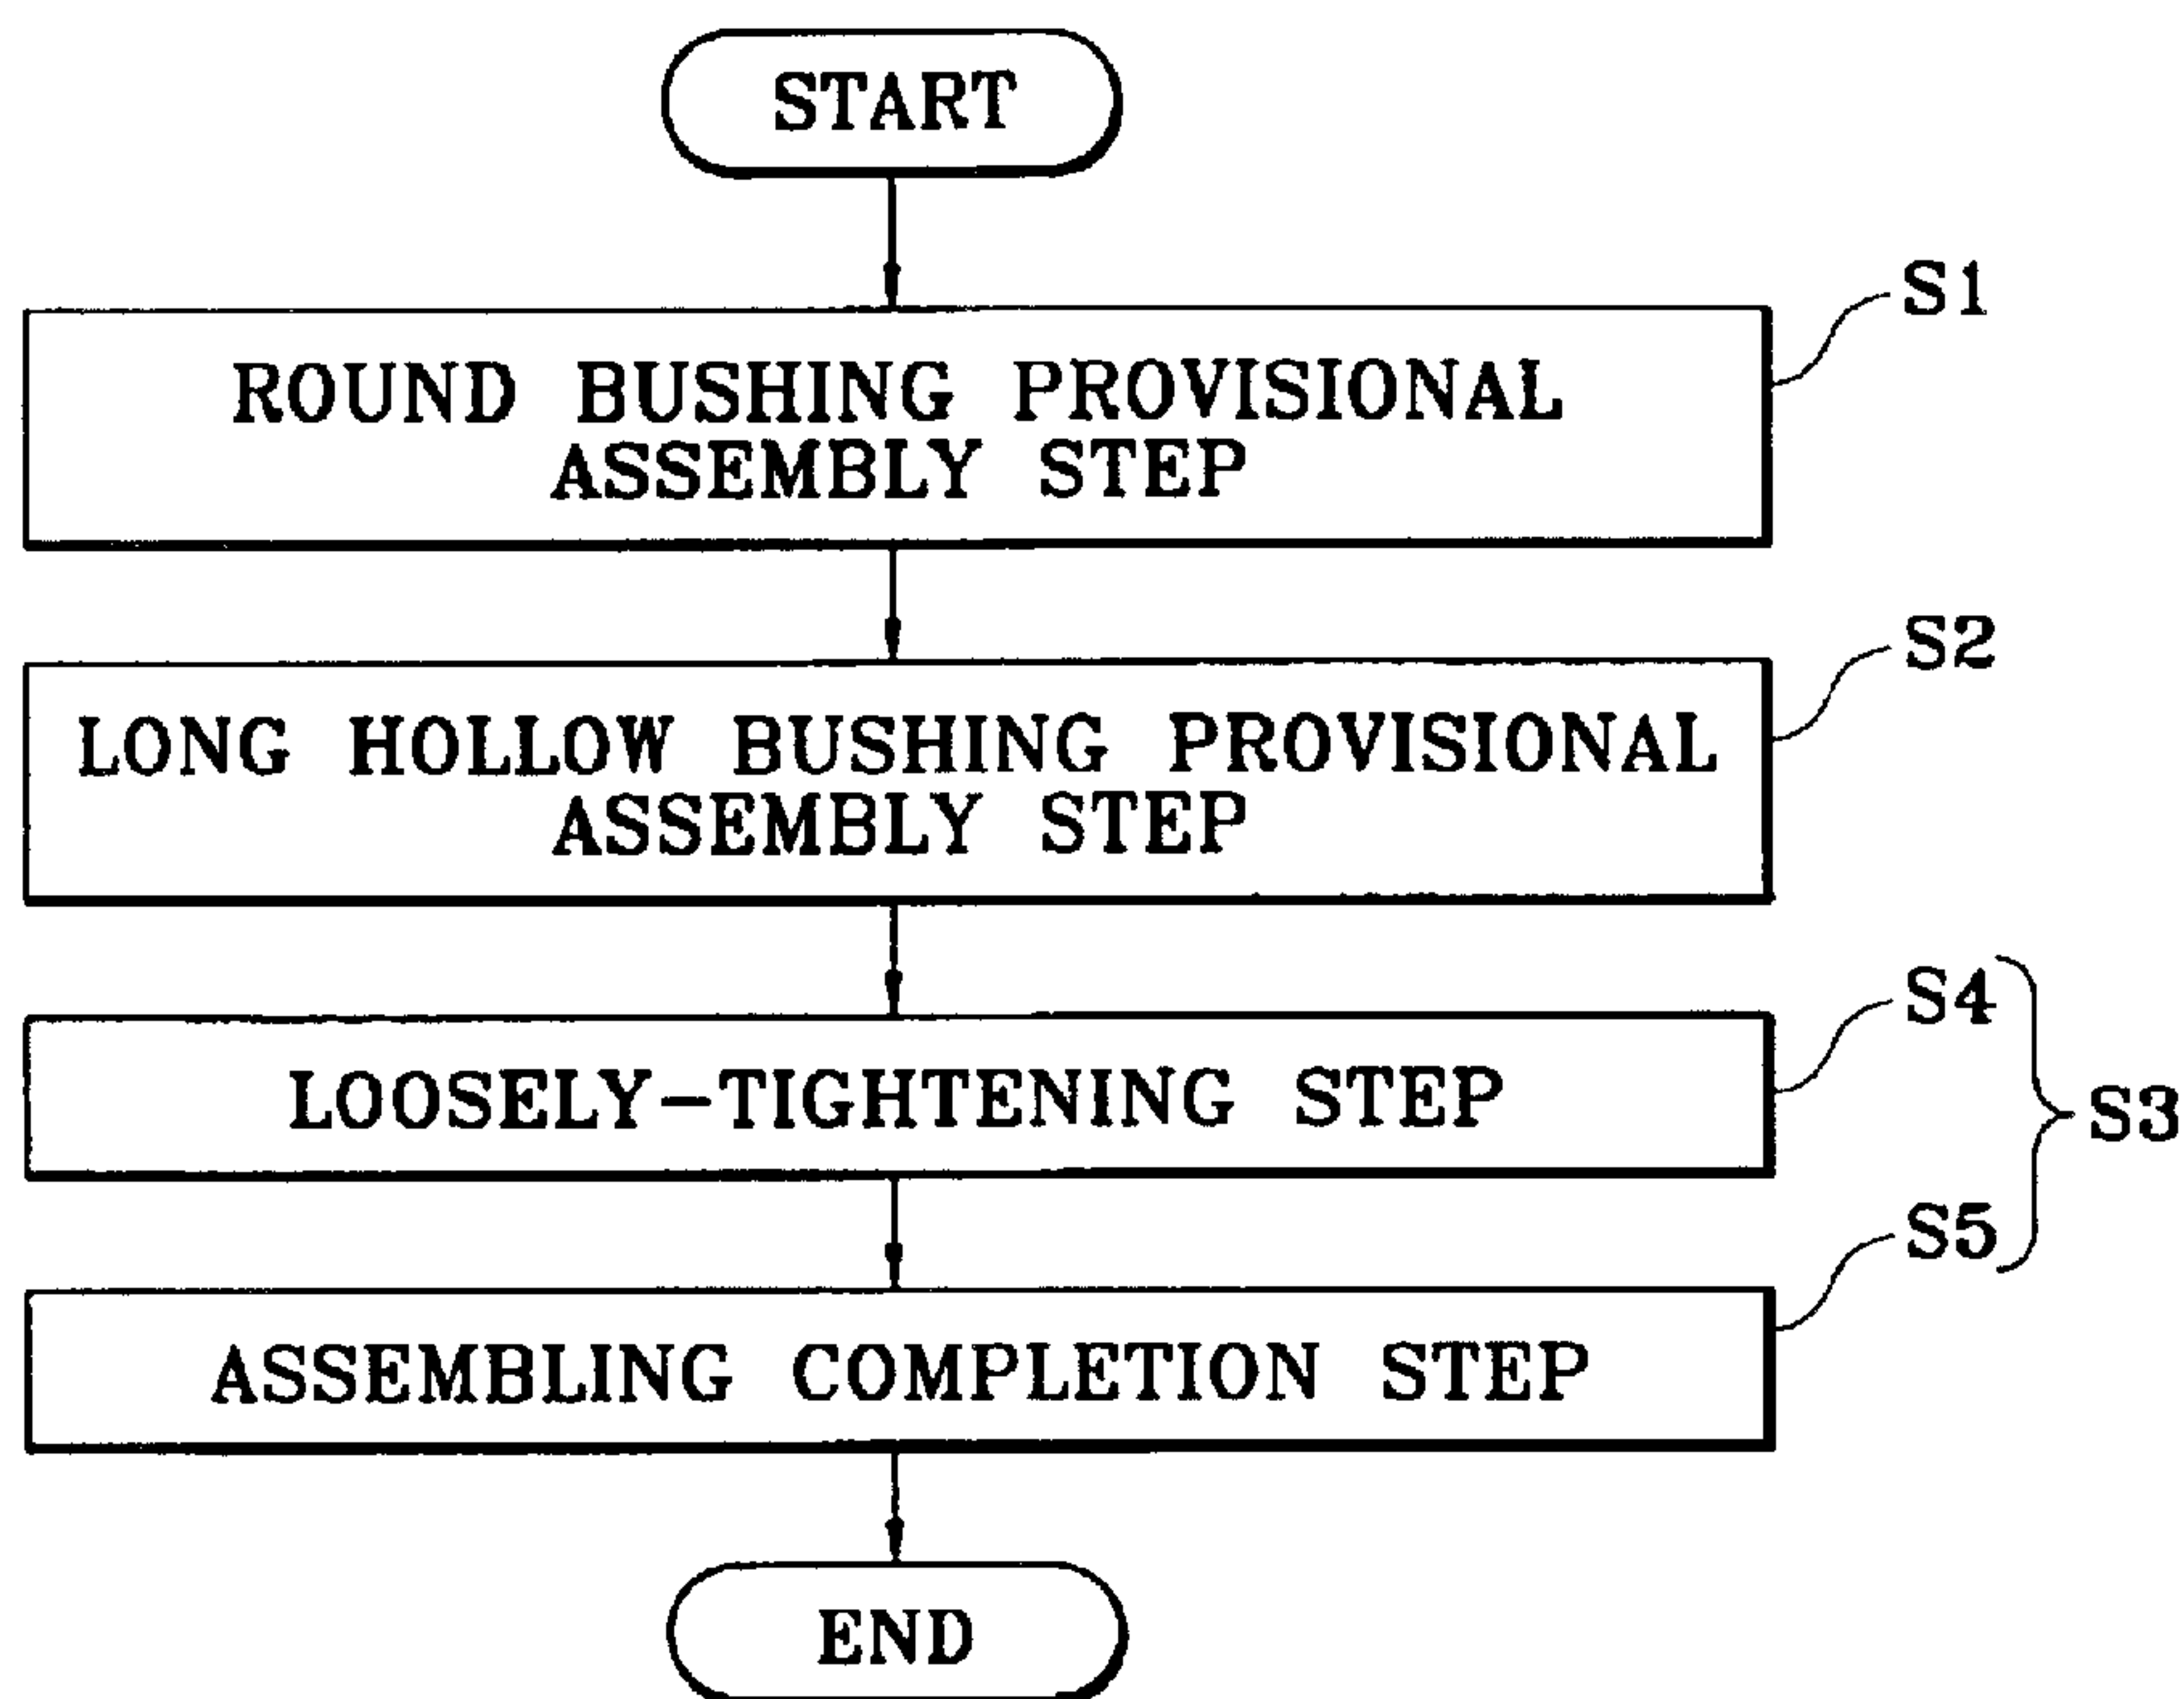 START
S1
ROUND BUSHING PROVISIONAL
ASSEMBLY STEP
S2
LONG HOLLOW BUSHING PROVISIONAL
ASSEMBLY STEP
S4
LOOSELY-TIGHTENING STEP
S3
S5
ASSEMBLING COMPLETION STEP
END